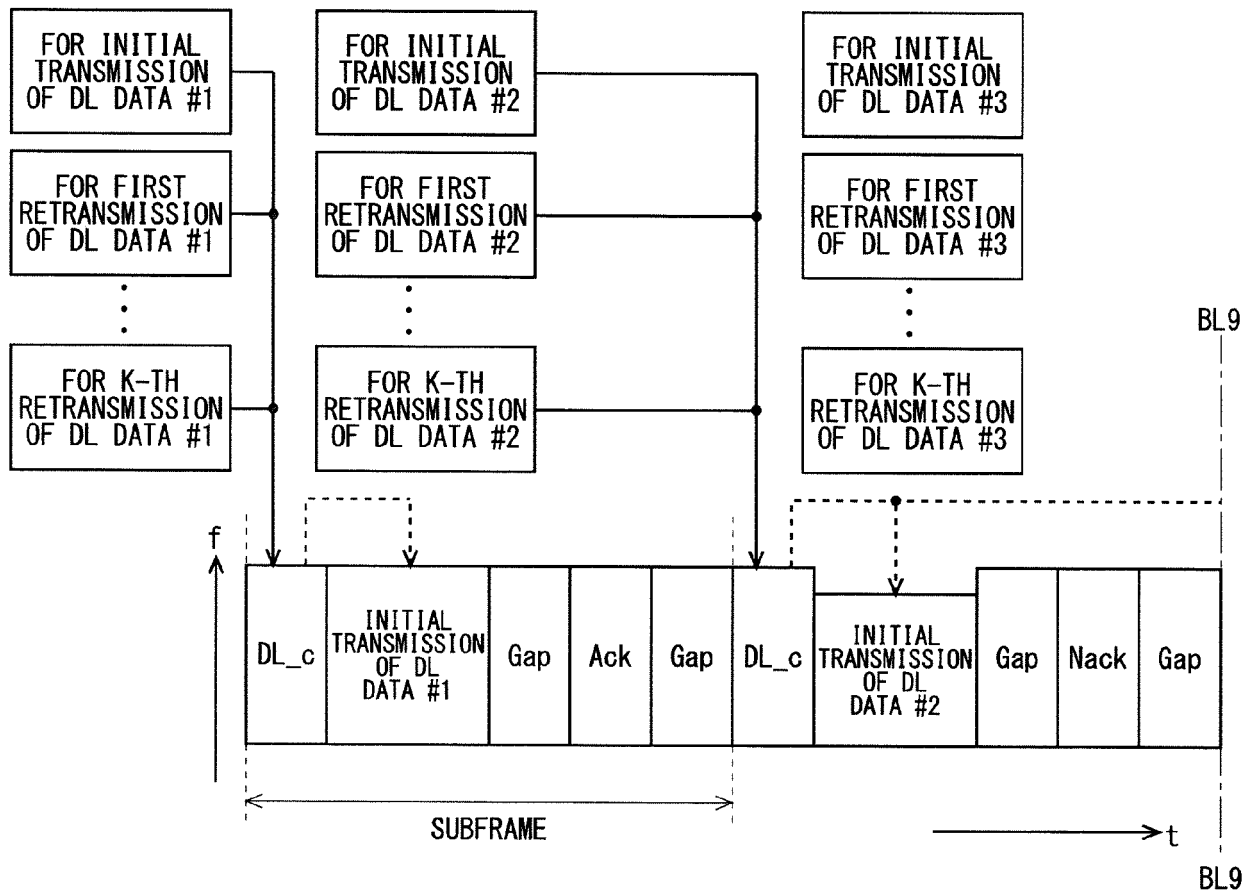 FOR INITIAL
TRANSMISSION
OF DL DATA #1
FOR INITIAL
TRANSMISSION
OF DL DATA #2
FOR INITIAL
TRANSMISSION
OF DL DATA #3
FOR FIRST
RETRANSMISSION
OF DL DATA #1
FOR FIRST
RETRANSMISSION
OF DL DATA #2
FOR FIRST
RETRANSMISSION
OF DL DATA #3
BL9
FOR K-TH
RETRANSMISSION
OF DL DATA #1
FOR K-TH
RETRANSMISSION
OF DL DATA #2
FOR K-TH
RETRANSMISSION
OF DL DATA #3
f
DL_c
INITIAL
TRANSMISSION
OF DL
DATA #1
Gap
Ack
Gap
DL_c
INITIAL
TRANSMISSION
OF DL
DATA #2
Gap
Nack
Gap
SUBFRAME
t
BL9